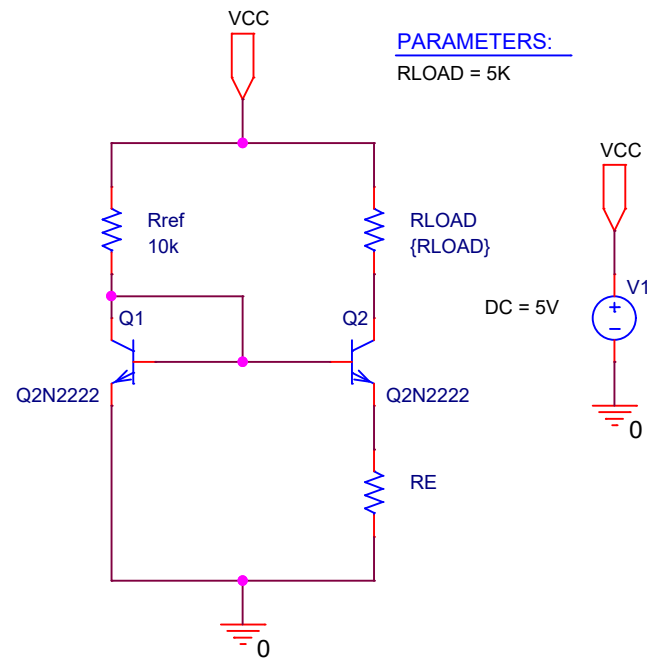 VCC
PARAMETERS:
RLOAD = 5K
VCC
Rref
10k
RLOAD
{RLOAD}
V1
DC = 5V
Q1
Q2
Q2N2222
Q2N2222
0
RE
0